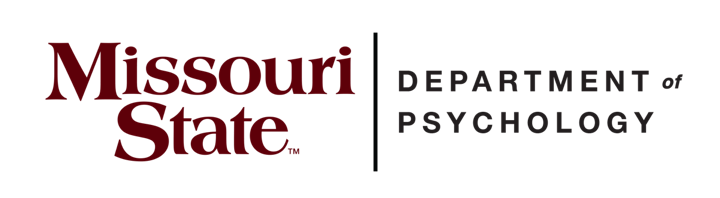 Missouri
State™
DEPARTMENT of
PSYCHOLOGY